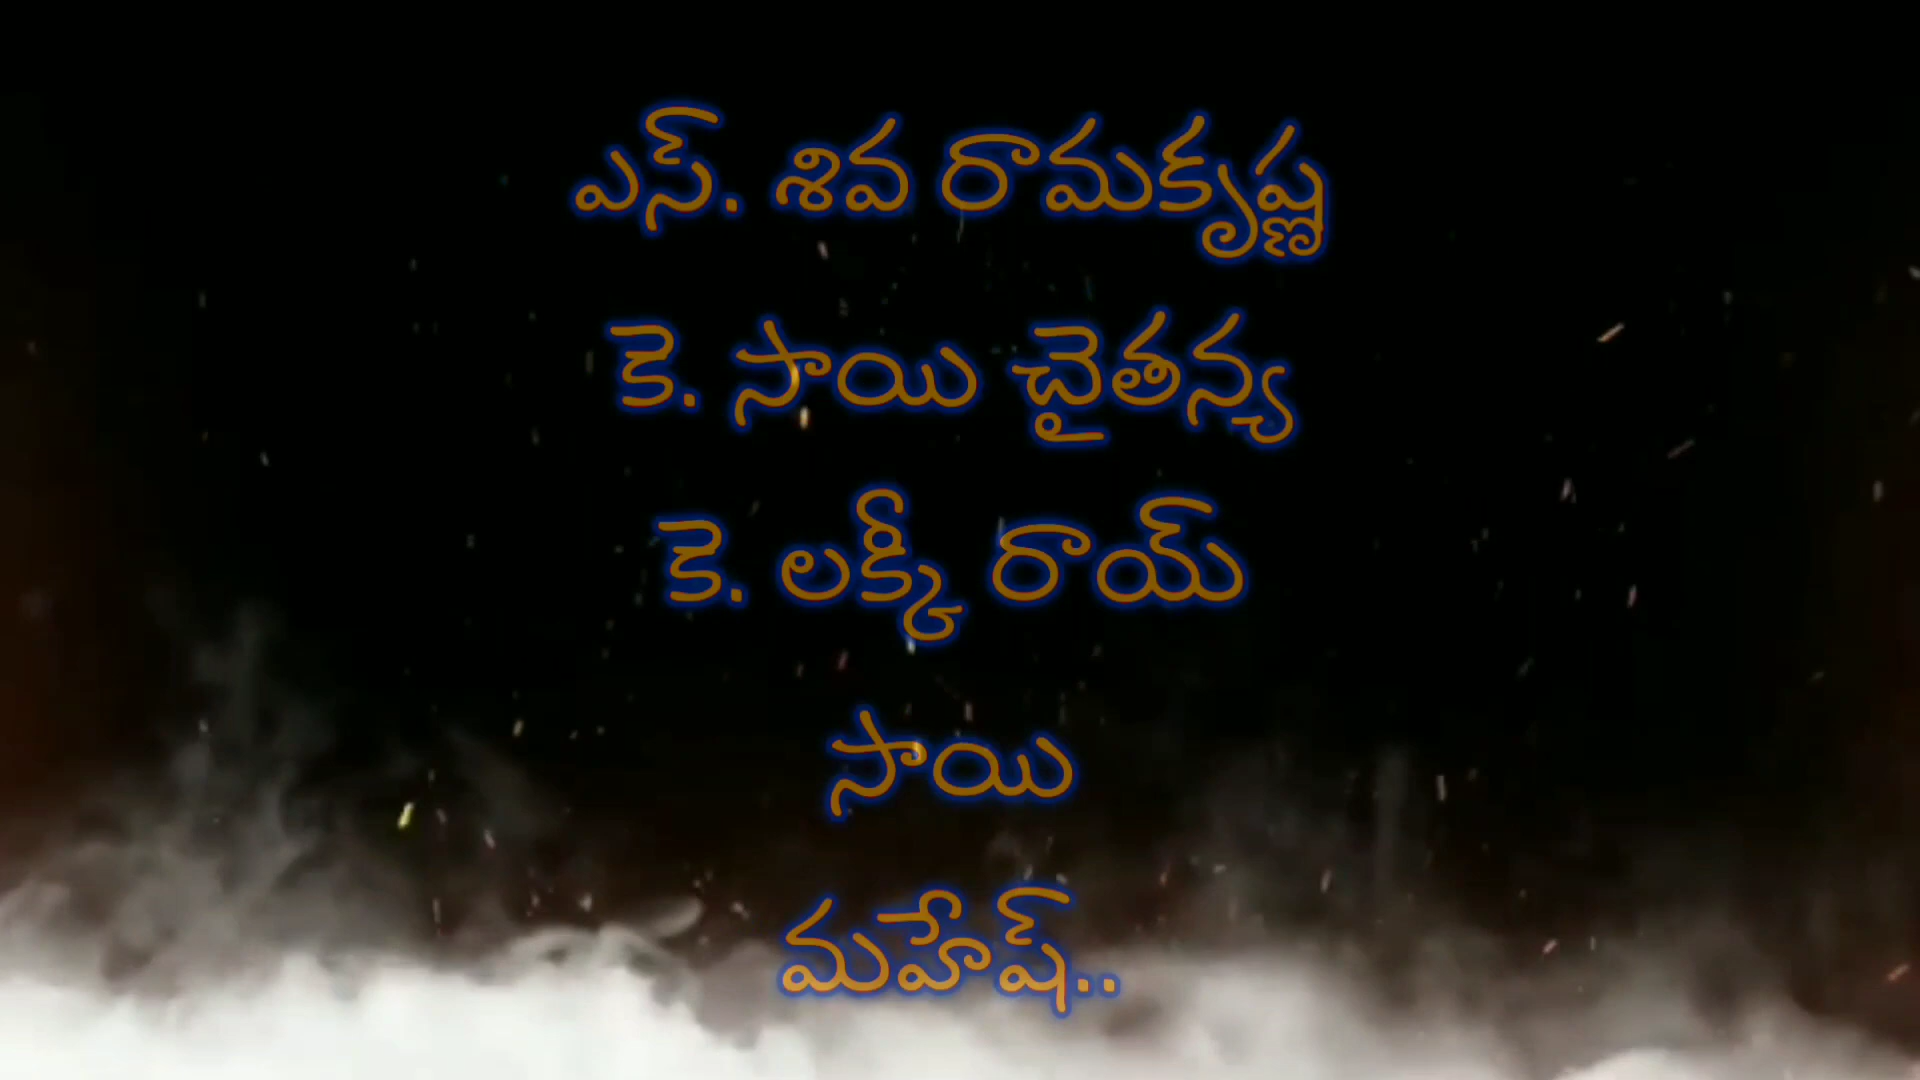 ఎస్. శివ రామకృష్ణ
కె. సాయి చైతన్య
కె. లక్కీ రాయ్
సాయి
మహేష్..